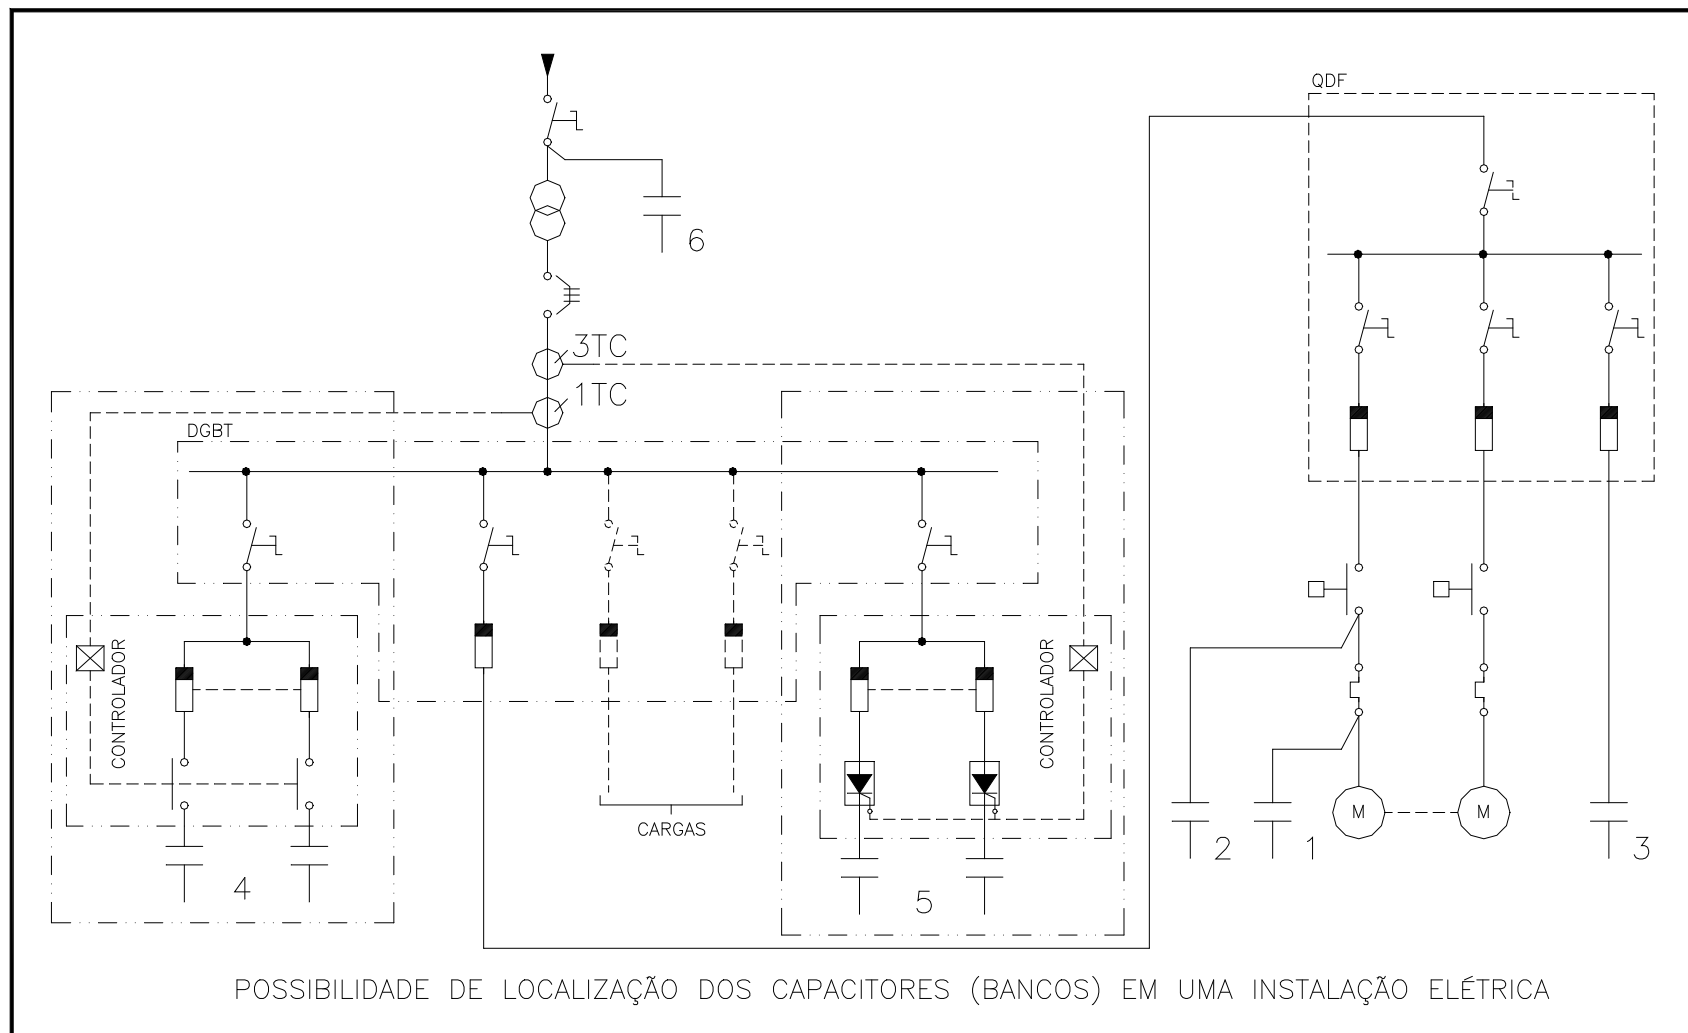 QDF
6
3TC
1TC
DGBT
CONTROLADOR
CONTROLADOR
CARGAS
M
M
2
1
3
4
5
POSSIBILIDADE DE LOCALIZAÇÃO DOS CAPACITORES (BANCOS) EM UMA INSTALAÇÃO ELÉTRICA